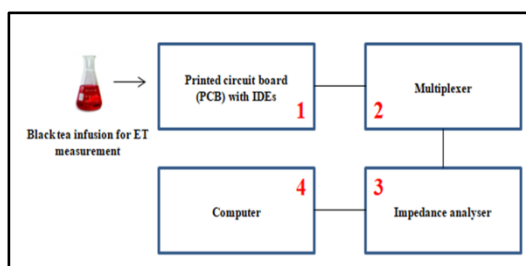 Printed circuit board
(PCB) with IDEs
1
Multiplexer
2
Black tea infusion for ET
measurement
4
Computer
3
Impedance analyser